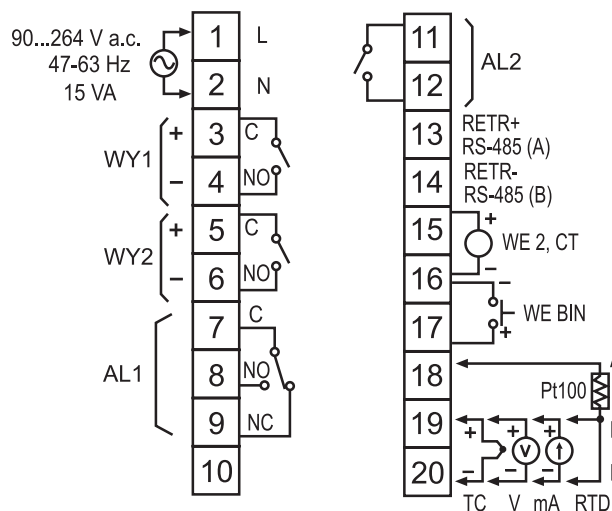 90...264 V a.c.
47-63 Hz
15 VA
1 L
2 N
WY1
+ 3 C
− 4 NO
WY2
+ 5 C
− 6 NO
AL1
7 C
8 NO
9 NC
10
11
12
AL2
13 RETR+
RS-485 (A)
14 RETR-
RS-485 (B)
15 +
WE 2, CT
16 −
−
WE BIN
17 +
18
Pt100
19 + + +
V
20 − − −
TC V mA RTD